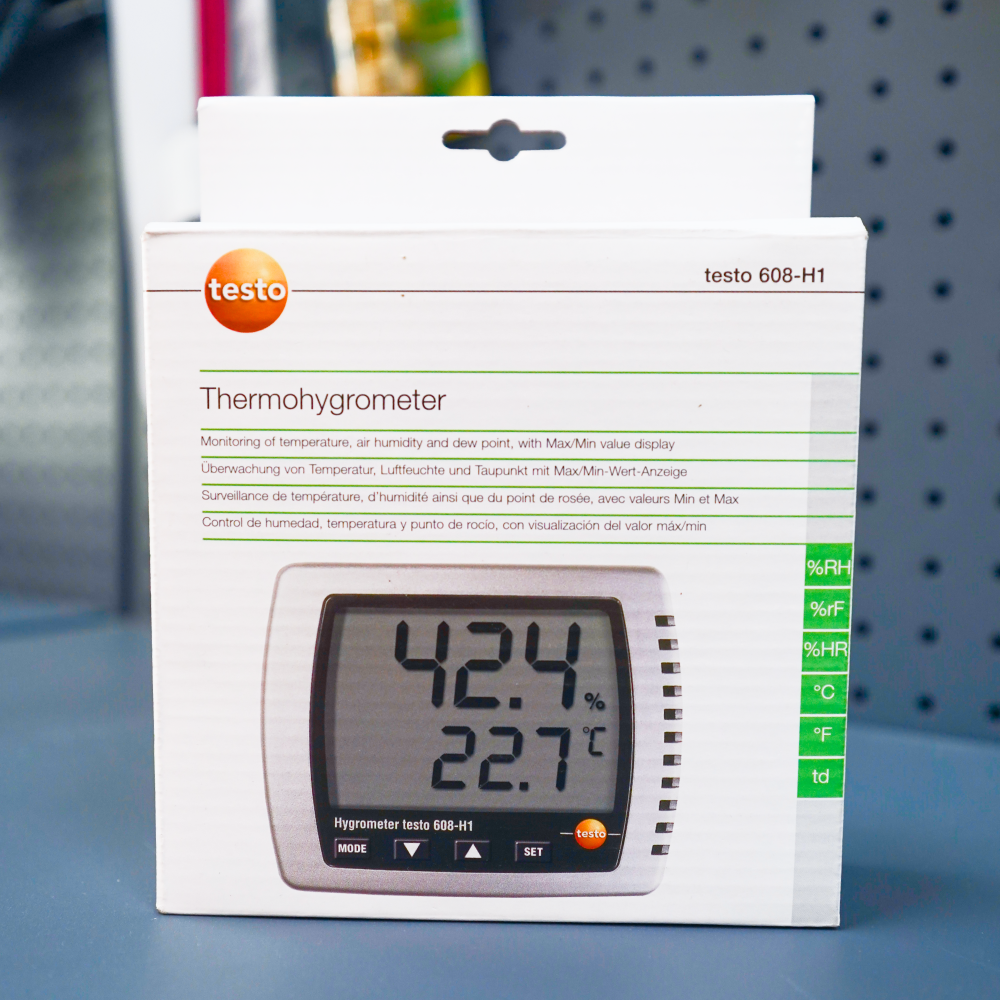 testo
testo 608-H1
Thermohygrometer
Monitoring of temperature, air humidity and dew point, with Max/Min value display
Überwachung von Temperatur, Luftfeuchte und Taupunkt mit Max/Min-Wert-Anzeige
Surveillance de température, d'humidité ainsi que du point de rosée, avec valeurs Min et Max
Control de humedad, temperatura y punto de rocío, con visualización del valor máx/min
%RH
%rF
%HR
°C
°F
td
42.4 %
22.7 °C
Hygrometer testo 608-H1
testo
MODE ▼ ▲ SET